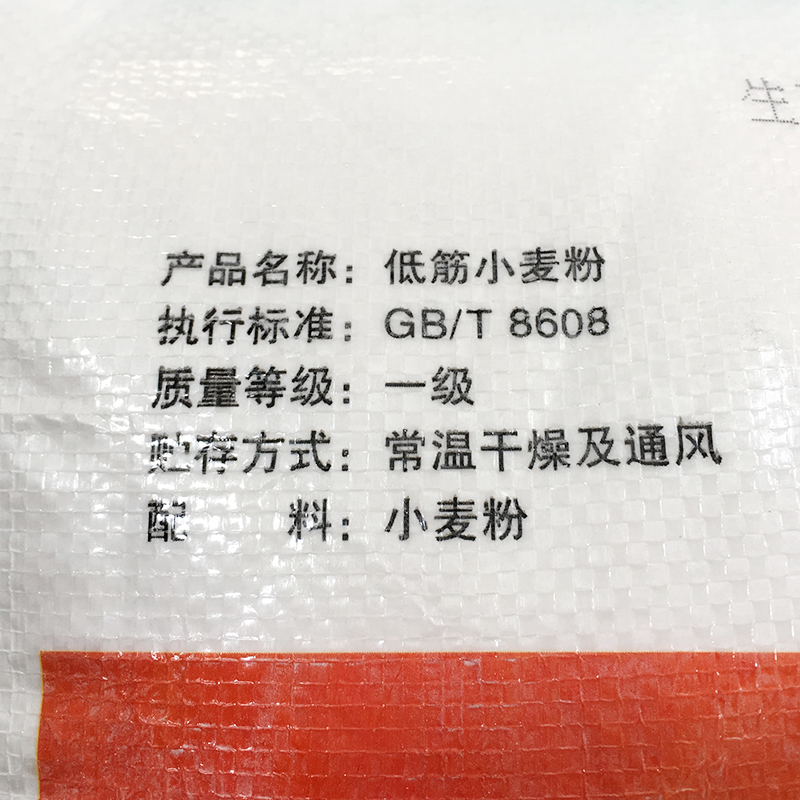 生
产品名称：低筋小麦粉
执行标准：GB/T 8608
质量等级：一级
贮存方式：常温干燥及通风
配　　料：小麦粉